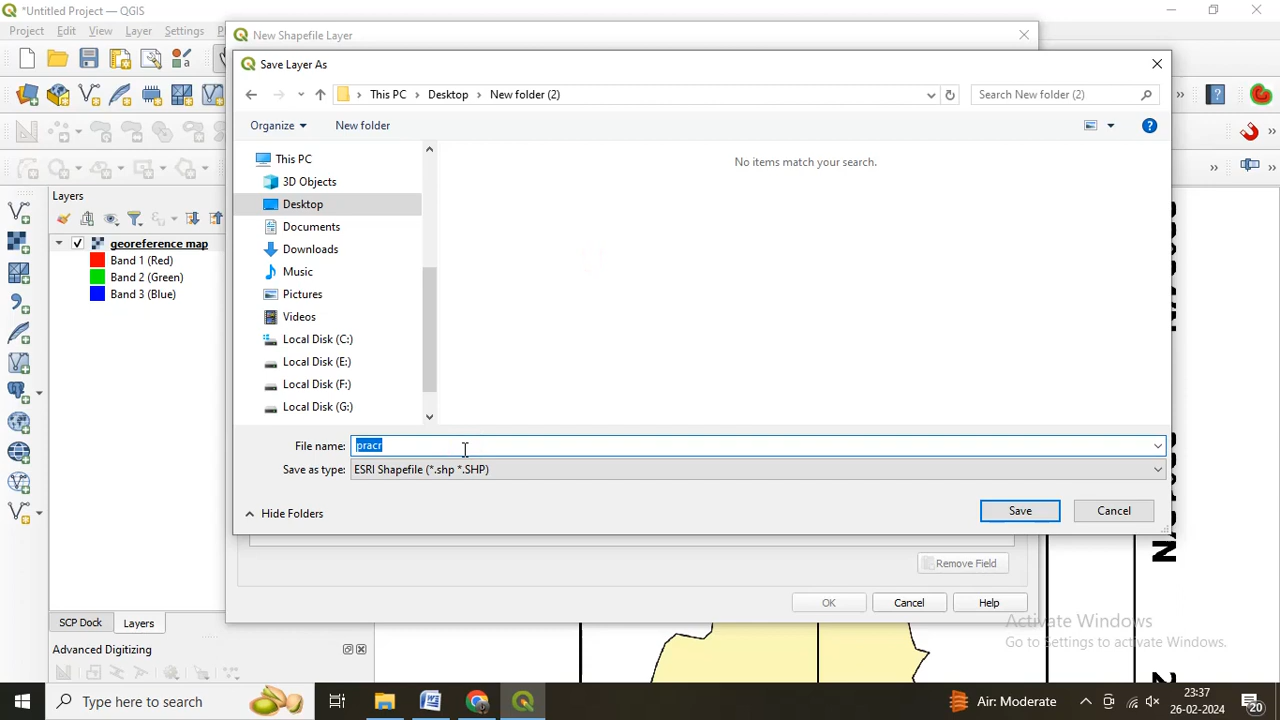 *Untitled Project — QGIS
Project Edit View Layer Settings
New Shapefile Layer
Save Layer As
This PC > Desktop > New folder (2)
Search New folder (2)
Organize
New folder
This PC
3D Objects
Desktop
Documents
Downloads
Music
Pictures
Videos
Local Disk (C:)
Local Disk (E:)
Local Disk (F:)
Local Disk (G:)
No items match your search.
File name: pracr
Save as type: ESRI Shapefile (*.shp *.SHP)
Hide Folders
Save
Cancel
Layers
georeference map
Band 1 (Red)
Band 2 (Green)
Band 3 (Blue)
Remove Field
OK
Cancel
Help
SCP Dock
Layers
Advanced Digitizing
Activate Windows
Go to Settings to activate Windows.
Type here to search
Air: Moderate
23:37
26-02-2024
20